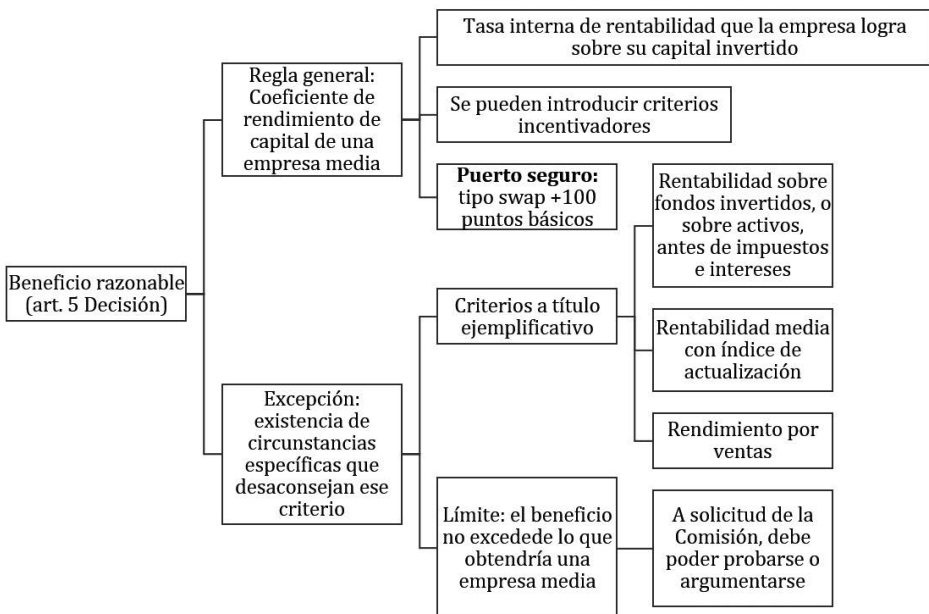 Beneficio razonable
(art. 5 Decisión)
Regla general:
Coeficiente de
rendimiento de
capital de una
empresa media
Tasa interna de rentabilidad que la empresa logra
sobre su capital invertido
Se pueden introducir criterios
incentivadores
Puerto seguro:
tipo swap +100
puntos básicos
Excepción:
existencia de
circunstancias
específicas que
desaconsejan ese
criterio
Criterios a título
ejemplificativo
Rentabilidad sobre
fondos invertidos, o
sobre activos,
antes de impuestos
e intereses
Rentabilidad media
con índice de
actualización
Rendimiento por
ventas
Límite: el beneficio
no excedede lo que
obtendría una
empresa media
A solicitud de la
Comisión, debe
poder probarse o
argumentarse